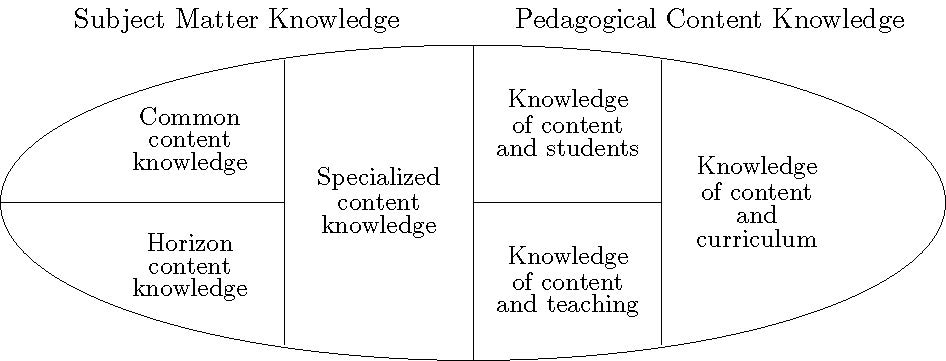 Subject Matter Knowledge
Pedagogical Content Knowledge
Common
content
knowledge
Horizon
content
knowledge
Specialized
content
knowledge
Knowledge
of content
and students
Knowledge
of content
and teaching
Knowledge
of content
and
curriculum